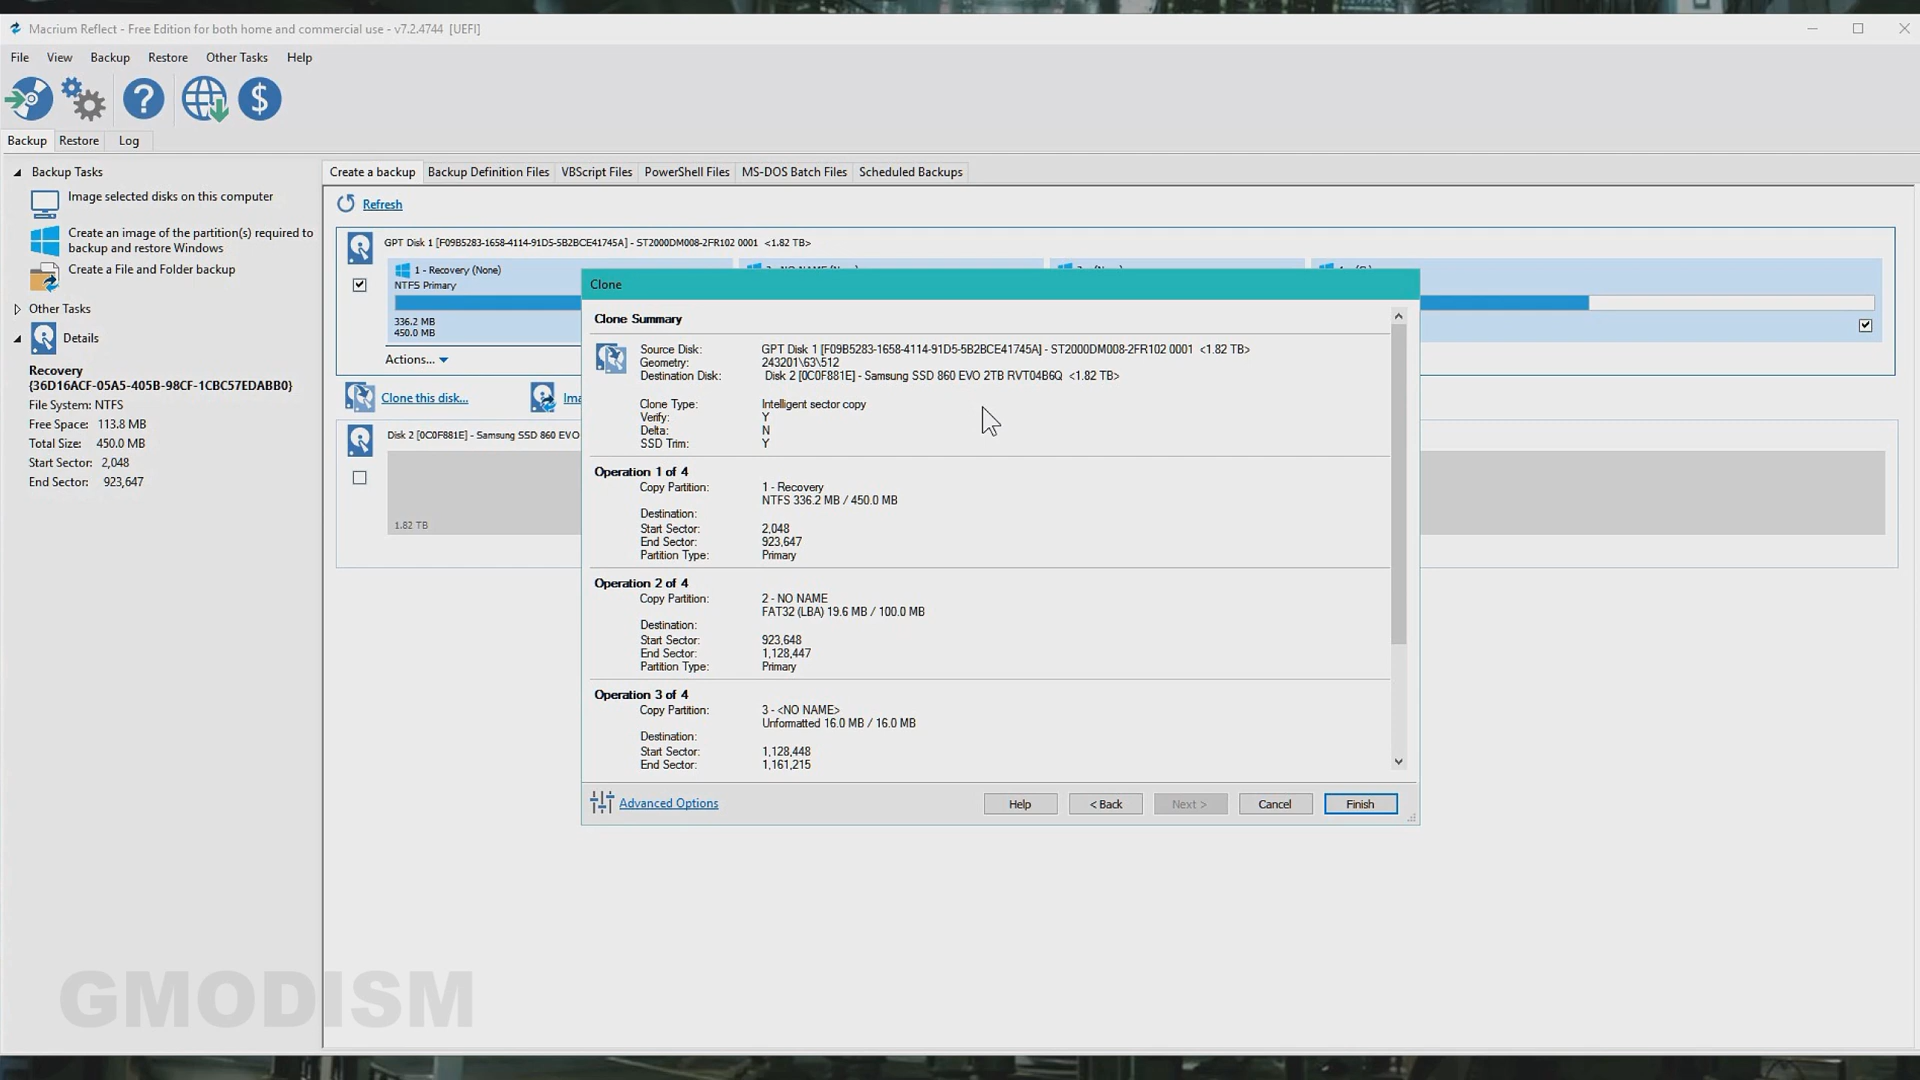 Macrium Reflect - Free Edition for both home and commercial use - v7.2.4744 [UEFI]
File View Backup Restore Other Tasks Help
Backup Restore Log
Backup Tasks
Image selected disks on this computer
Create an image of the partition(s) required to
backup and restore Windows
Create a File and Folder backup
Other Tasks
Details
Recovery
{36D16ACF-05A5-405B-98CF-1CBC57EDABB0}
File System: NTFS
Free Space: 113.8 MB
Total Size: 450.0 MB
Start Sector: 2,048
End Sector: 923,647
Create a backup Backup Definition Files VBScript Files PowerShell Files MS-DOS Batch Files Scheduled Backups
Refresh
GPT Disk 1 [F09B5283-1658-4114-91D5-5B2BCE41745A] - ST2000DM008-2FR102 0001 <1.82 TB>
1 - Recovery (None)
NTFS Primary
336.2 MB
450.0 MB
Actions...
Clone this disk...
Disk 2 [0C0F881E] - Samsung SSD 860 EVO
1.82 TB
Clone
Clone Summary
Source Disk: GPT Disk 1 [F09B5283-1658-4114-91D5-5B2BCE41745A] - ST2000DM008-2FR102 0001 <1.82 TB>
Geometry: 243201\63\512
Destination Disk: Disk 2 [0C0F881E] - Samsung SSD 860 EVO 2TB RVT04B6Q <1.82 TB>
Clone Type: Intelligent sector copy
Verify: Y
Delta: N
SSD Trim: Y
Operation 1 of 4
Copy Partition: 1 - Recovery
NTFS 336.2 MB / 450.0 MB
Destination:
Start Sector: 2,048
End Sector: 923,647
Partition Type: Primary
Operation 2 of 4
Copy Partition: 2 - NO NAME
FAT32 (LBA) 19.6 MB / 100.0 MB
Destination:
Start Sector: 923,648
End Sector: 1,128,447
Partition Type: Primary
Operation 3 of 4
Copy Partition: 3 - <NO NAME>
Unformatted 16.0 MB / 16.0 MB
Destination:
Start Sector: 1,128,448
End Sector: 1,161,215
Advanced Options
Help < Back Next > Cancel Finish
GMODISM